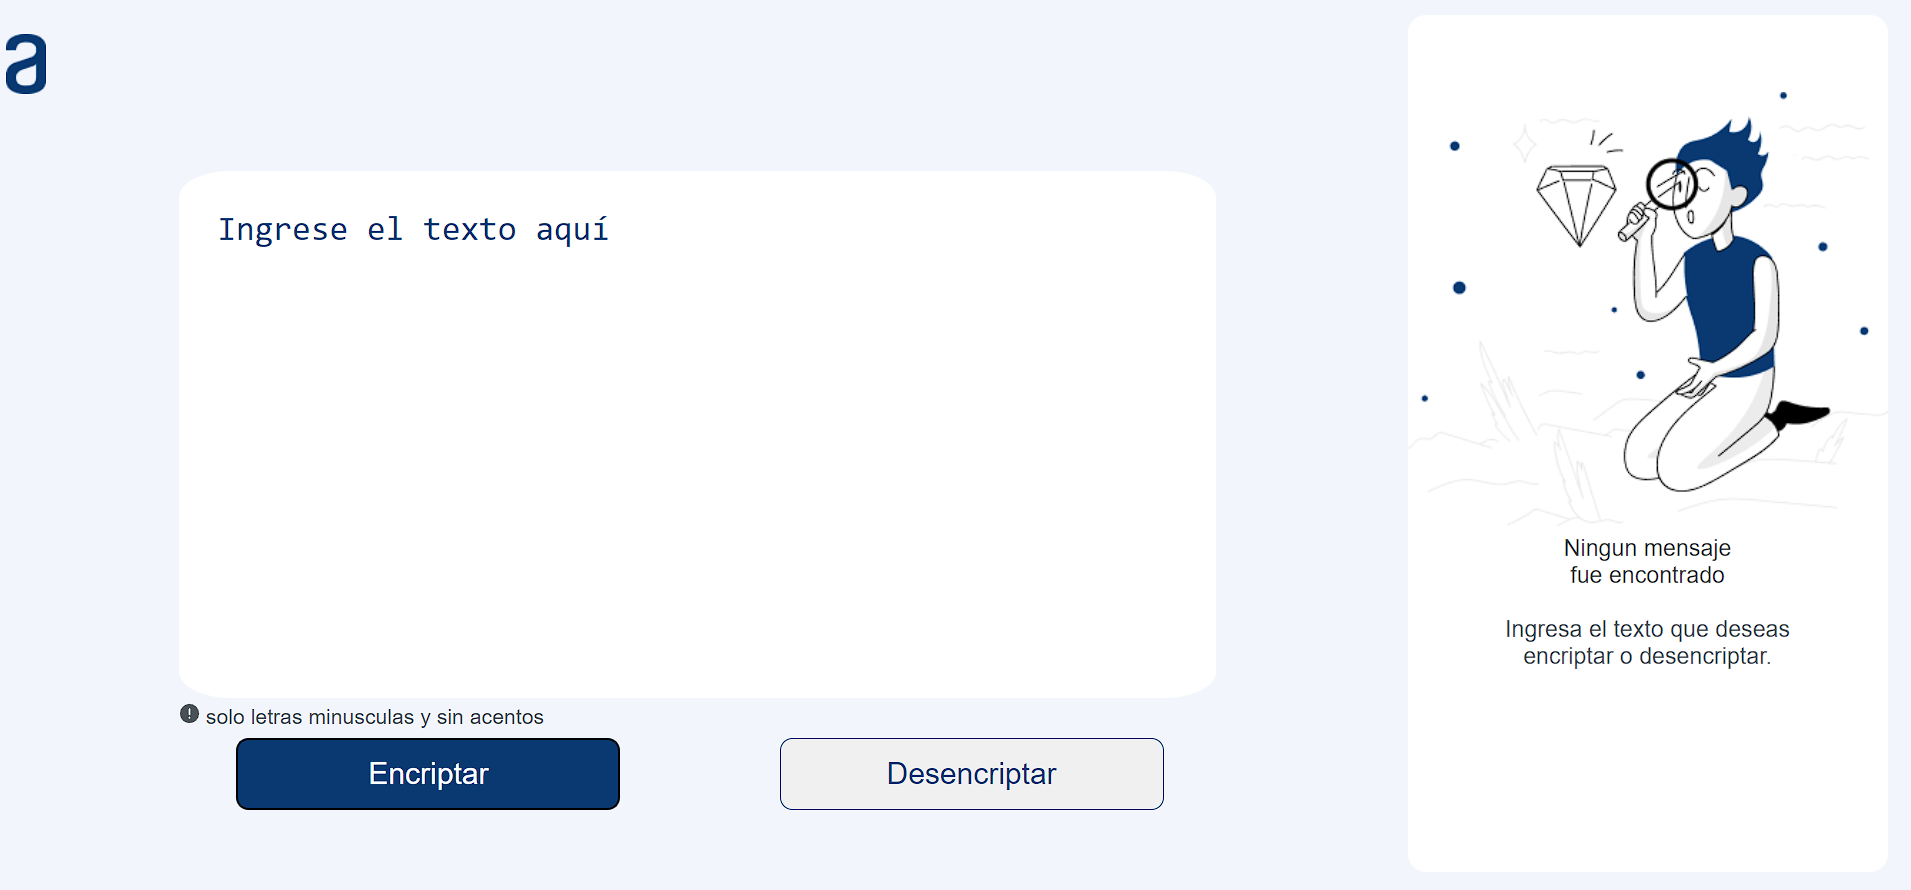 a
Ingrese el texto aquí
solo letras minusculas y sin acentos
Encriptar
Desencriptar
Ningun mensaje
fue encontrado
Ingresa el texto que deseas
encriptar o desencriptar.